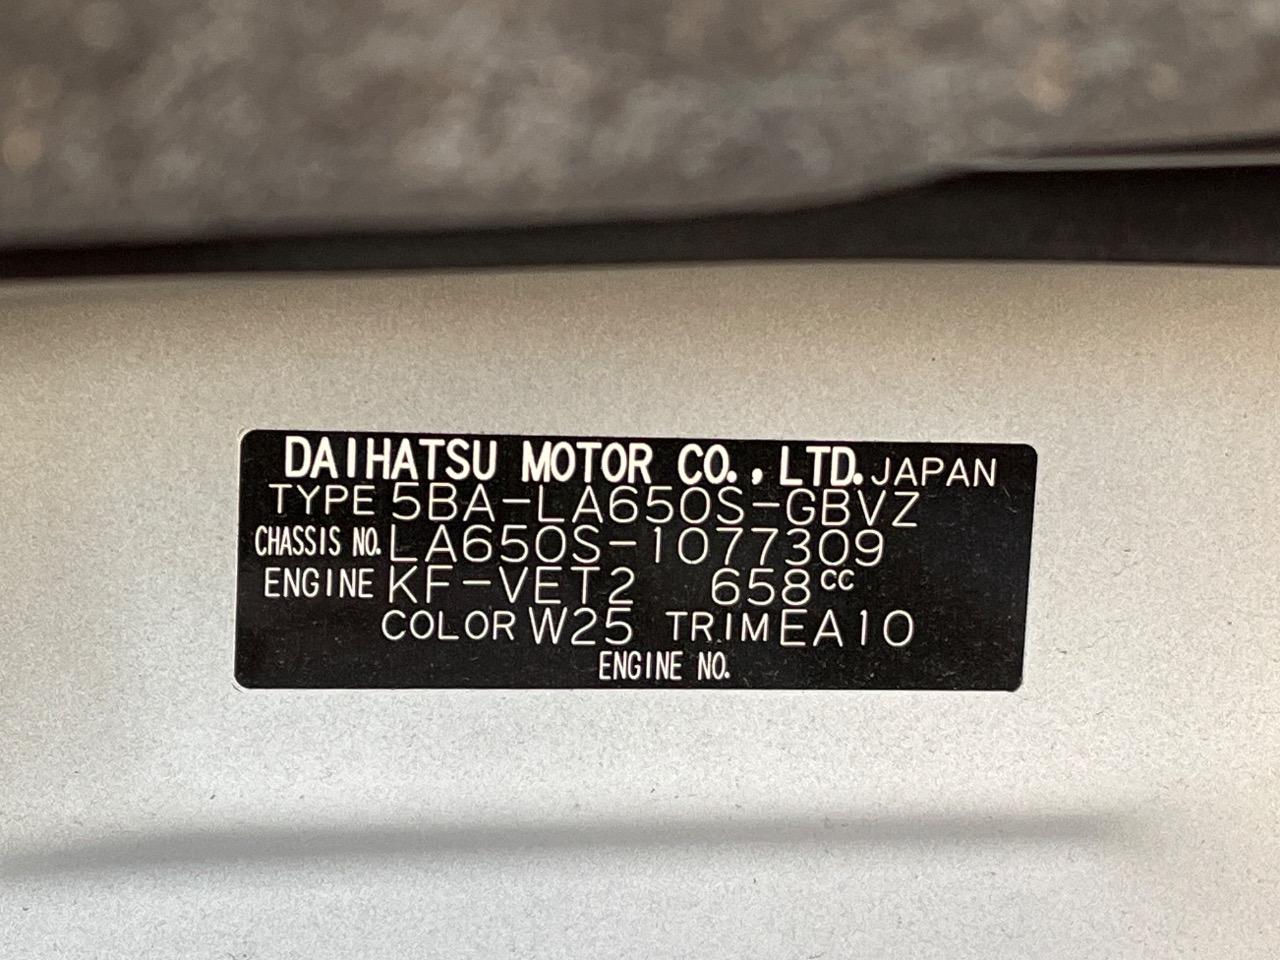 DAIHATSU MOTOR CO., LTD. JAPAN
TYPE 5BA-LA650S-GBVZ
CHASSIS NO. LA650S-1077309
ENGINE KF-VET2 658CC
COLOR W25 TRIM EA10
ENGINE NO.